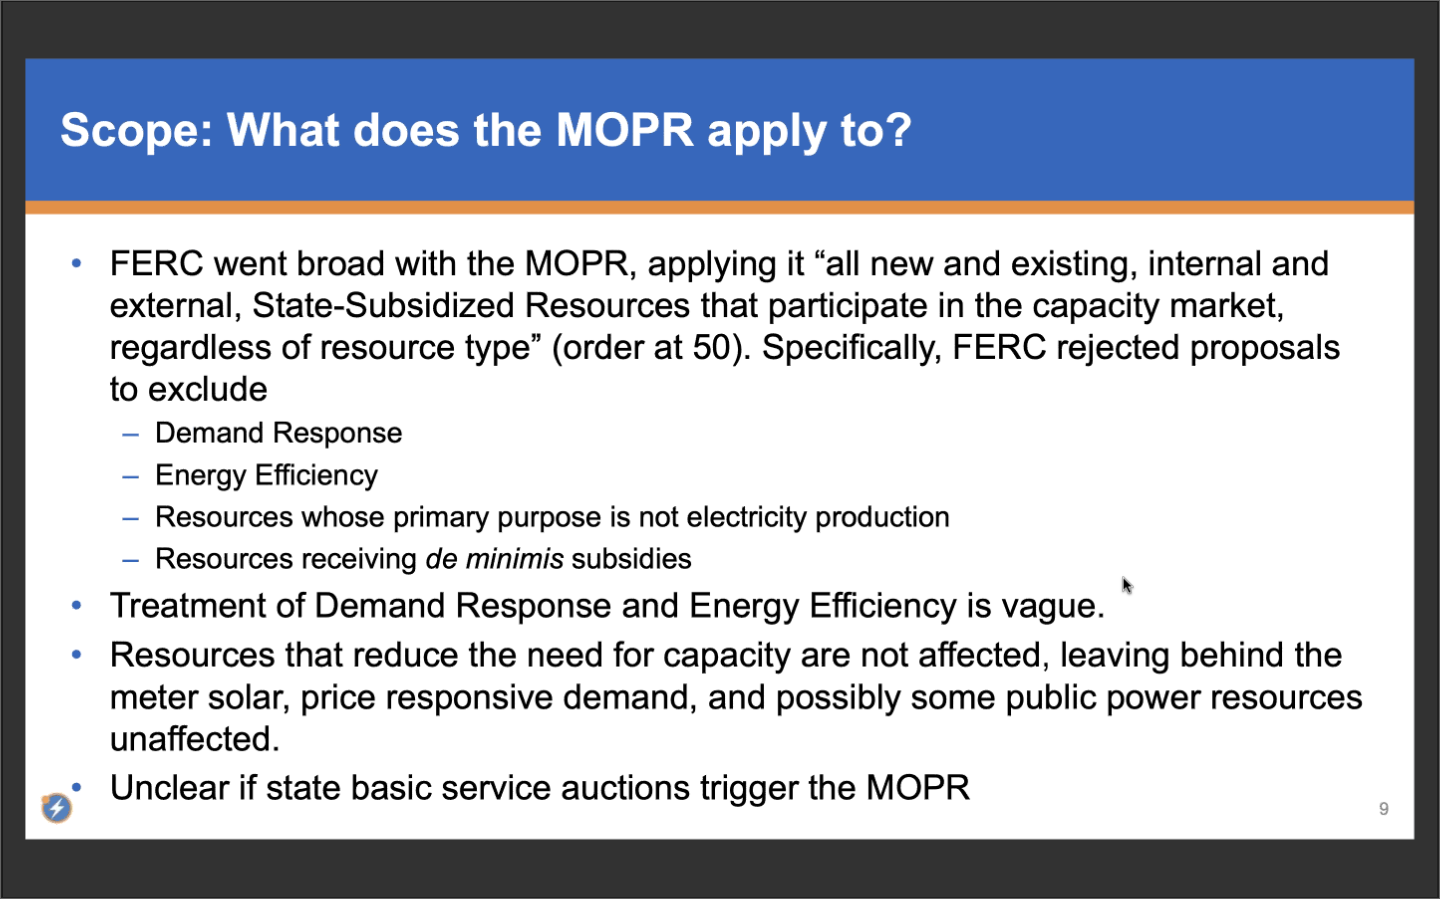 Scope: What does the MOPR apply to?
• FERC went broad with the MOPR, applying it “all new and existing, internal and
external, State-Subsidized Resources that participate in the capacity market,
regardless of resource type” (order at 50). Specifically, FERC rejected proposals
to exclude
– Demand Response
– Energy Efficiency
– Resources whose primary purpose is not electricity production
– Resources receiving de minimis subsidies
• Treatment of Demand Response and Energy Efficiency is vague.
• Resources that reduce the need for capacity are not affected, leaving behind the
meter solar, price responsive demand, and possibly some public power resources
unaffected.
• Unclear if state basic service auctions trigger the MOPR
9